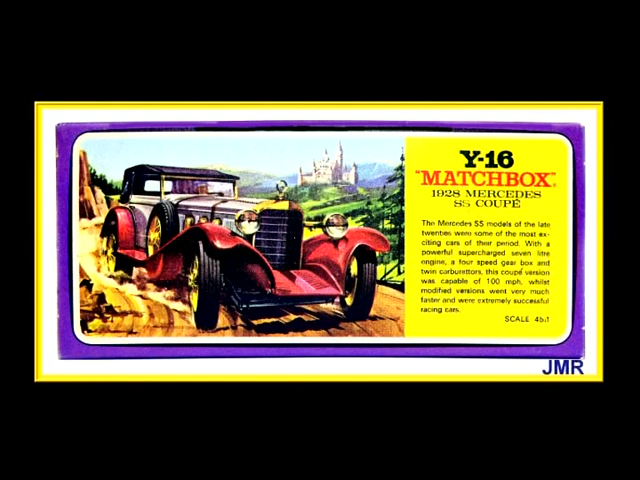 Y-16
"MATCHBOX"
1928 MERCEDES
SS COUPÉ
The Mercedes SS models of the late
twenties were some of the most ex-
citing cars of their period. With a
powerful supercharged seven litre
engine, a four speed gear box and
twin carburettors, this coupé version
was capable of 100 mph, whilst
modified versions went very much
faster and were extremely successful
racing cars.
SCALE 45:1
JMR